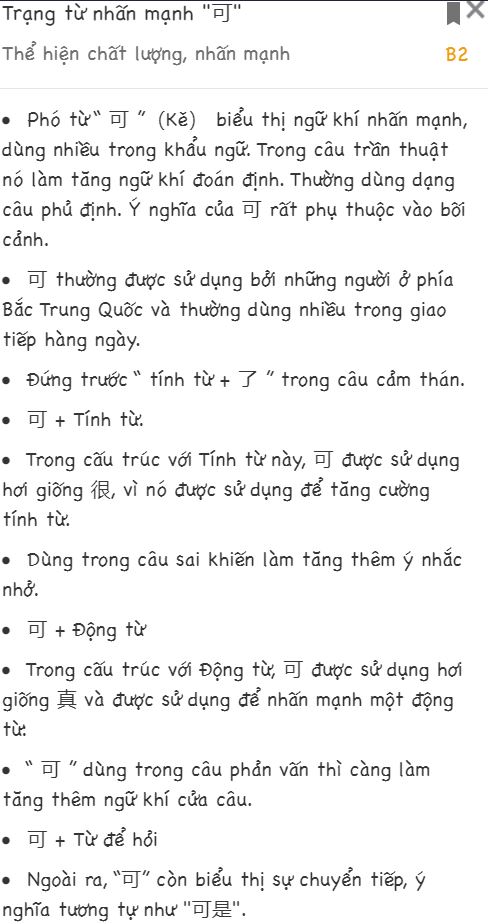 Trạng từ nhấn mạnh "可"
Thể hiện chất lượng, nhấn mạnh B2
• Phó từ “ 可 ” (Kě) biểu thị ngữ khí nhấn mạnh,
dùng nhiều trong khẩu ngữ. Trong câu trần thuật
nó làm tăng ngữ khí đoán định. Thường dùng dạng
câu phủ định. Ý nghĩa của 可 rất phụ thuộc vào bối
cảnh.
• 可 thường được sử dụng bởi những người ở phía
Bắc Trung Quốc và thường dùng nhiều trong giao
tiếp hàng ngày.
• Đứng trước “ tính từ + 了 ” trong câu cảm thán.
• 可 + Tính từ.
• Trong cấu trúc với Tính từ này, 可 được sử dụng
hơi giống 很, vì nó được sử dụng để tăng cường
tính từ.
• Dùng trong câu sai khiến làm tăng thêm ý nhắc
nhở.
• 可 + Động từ
• Trong cấu trúc với Động từ, 可 được sử dụng hơi
giống 真 và được sử dụng để nhấn mạnh một động
từ:
• “ 可 ” dùng trong câu phản vấn thì càng làm
tăng thêm ngữ khí cửa câu.
• 可 + Từ để hỏi
• Ngoài ra, “可” còn biểu thị sự chuyển tiếp, ý
nghĩa tương tự như "可是".